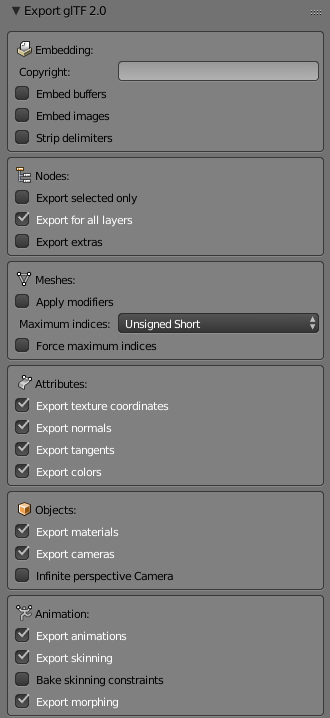 Export glTF 2.0
Embedding:
Copyright:
Embed buffers
Embed images
Strip delimiters
Nodes:
Export selected only
Export for all layers
Export extras
Meshes:
Apply modifiers
Maximum indices: Unsigned Short
Force maximum indices
Attributes:
Export texture coordinates
Export normals
Export tangents
Export colors
Objects:
Export materials
Export cameras
Infinite perspective Camera
Animation:
Export animations
Export skinning
Bake skinning constraints
Export morphing